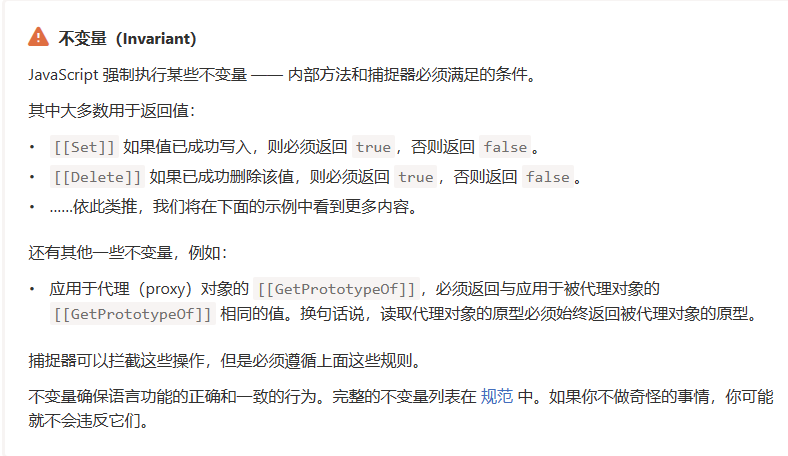 不变量（Invariant）
JavaScript 强制执行某些不变量 —— 内部方法和捕捉器必须满足的条件。
其中大多数用于返回值：
• [[Set]] 如果值已成功写入，则必须返回 true，否则返回 false。
• [[Delete]] 如果已成功删除该值，则必须返回 true，否则返回 false。
• ……依此类推，我们将在下面的示例中看到更多内容。
还有其他一些不变量，例如：
• 应用于代理（proxy）对象的 [[GetPrototypeOf]]，必须返回与应用于被代理对象的
[[GetPrototypeOf]] 相同的值。换句话说，读取代理对象的原型必须始终返回被代理对象的原型。
捕捉器可以拦截这些操作，但是必须遵循上面这些规则。
不变量确保语言功能的正确和一致的行为。完整的不变量列表在 规范 中。如果你不做奇怪的事情，你可能
就不会违反它们。